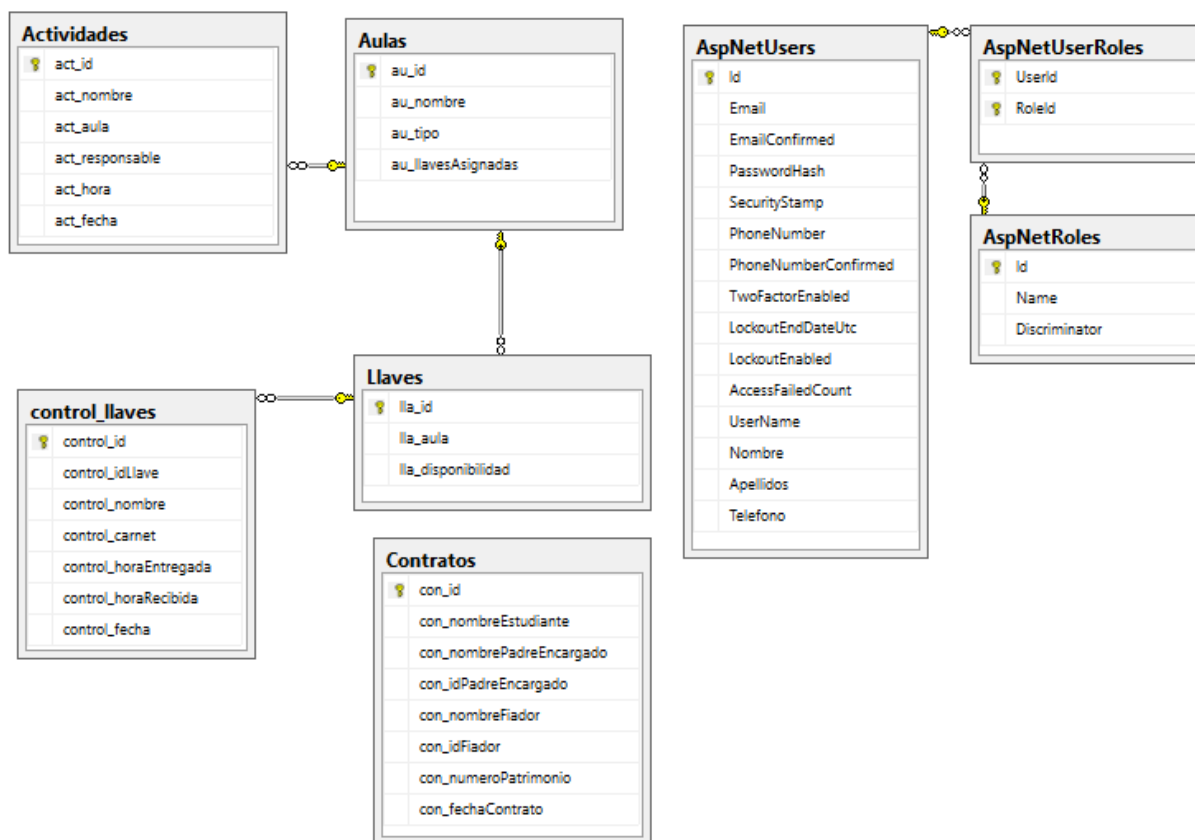 Actividades
act_id
act_nombre
act_aula
act_responsable
act_hora
act_fecha
Aulas
au_id
au_nombre
au_tipo
au_llavesAsignadas
AspNetUsers
Id
Email
EmailConfirmed
PasswordHash
SecurityStamp
PhoneNumber
PhoneNumberConfirmed
TwoFactorEnabled
LockoutEndDateUtc
LockoutEnabled
AccessFailedCount
UserName
Nombre
Apellidos
Telefono
AspNetUserRoles
UserId
RoleId
AspNetRoles
Id
Name
Discriminator
control_llaves
control_id
control_idLlave
control_nombre
control_carnet
control_horaEntregada
control_horaRecibida
control_fecha
Llaves
lla_id
lla_aula
lla_disponibilidad
Contratos
con_id
con_nombreEstudiante
con_nombrePadreEncargado
con_idPadreEncargado
con_nombreFiador
con_idFiador
con_numeroPatrimonio
con_fechaContrato